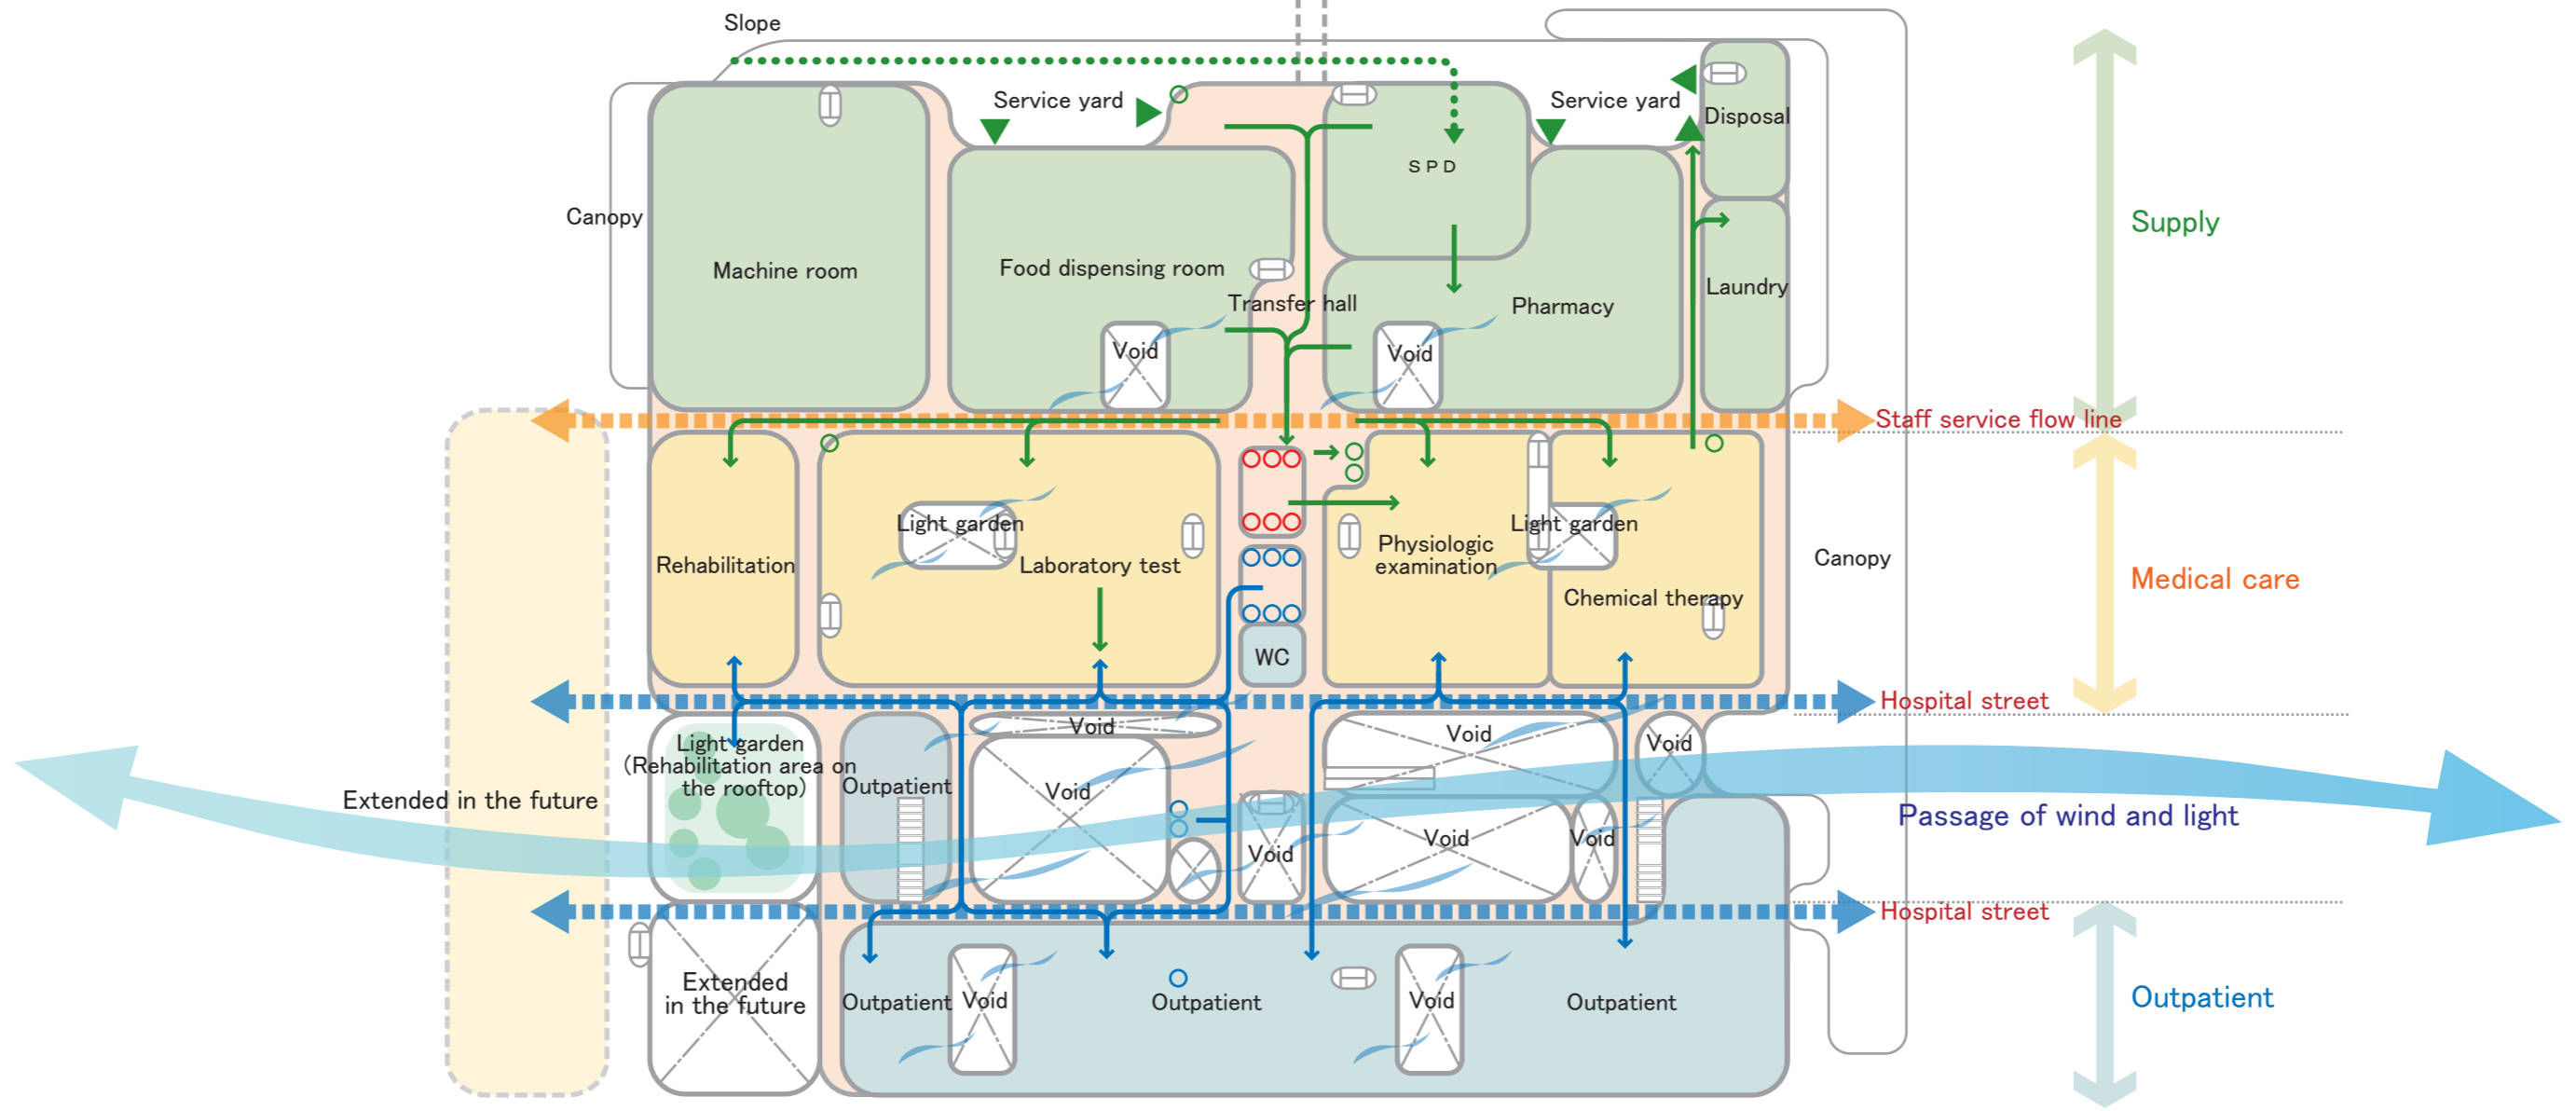 Slope
Service yard
Service yard
Disposal
SPD
Canopy
Supply
Machine room
Food dispensing room
Transfer hall
Pharmacy
Laundry
Void
Void
Staff service flow line
Light garden
Light garden
Rehabilitation
Laboratory test
Physiologic
examination
Canopy
Medical care
Chemical therapy
WC
Hospital street
Void
Void
Void
Light garden
(Rehabilitation area on
the rooftop)
Outpatient
Void
Extended in the future
Passage of wind and light
Void
Void
Void
Hospital street
Extended
in the future
Outpatient
Void
Outpatient
Void
Outpatient
Outpatient